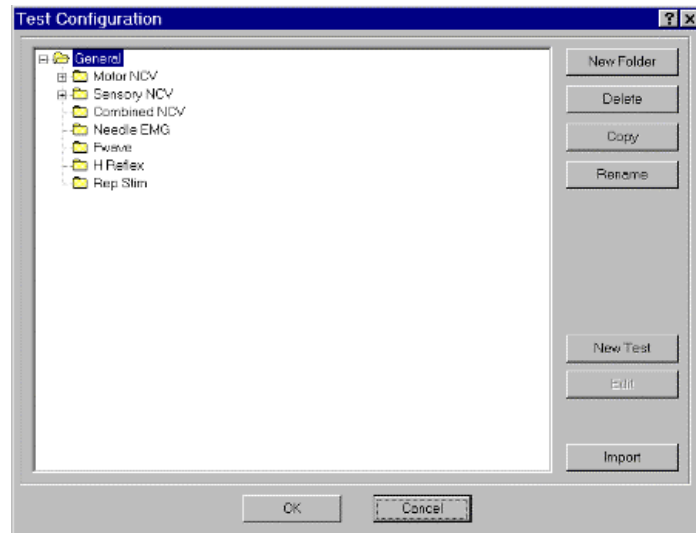 Test Configuration
General
Motor NCV
Sensory NCV
Combined NCV
Needle EMG
Fwave
H Reflex
Rep Stim
New Folder
Delete
Copy
Rename
New Test
Edit
Import
OK
Cancel